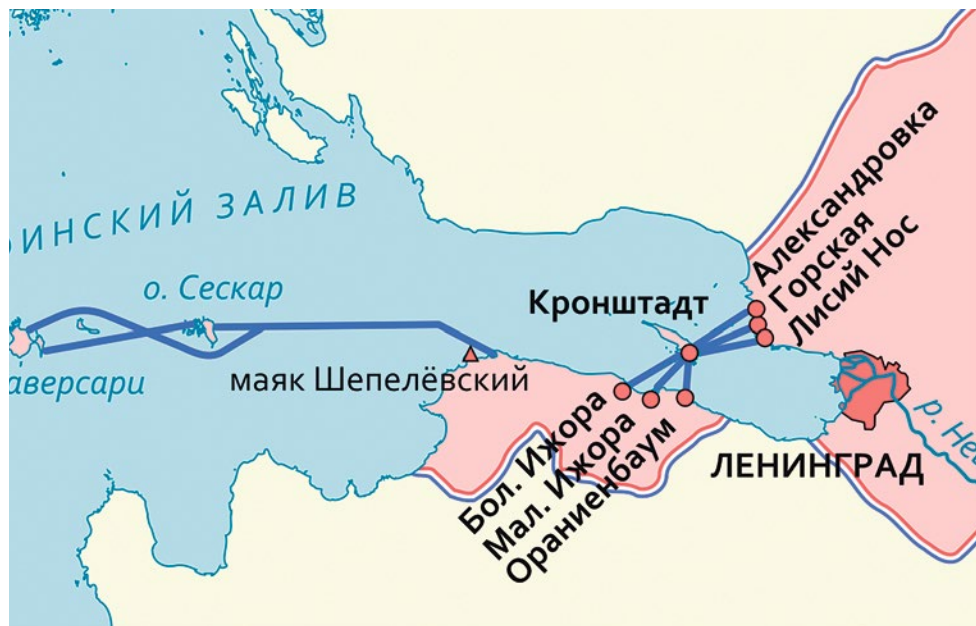 ИНСКИЙ ЗАЛИВ
о. Сескар
аверсари
маяк Шепелёвский
Кронштадт
Александровка
Горская
Лисий Нос
Бол. Ижора
Мал. Ижора
Ораниенбаум
ЛЕНИНГРАД
р. Не